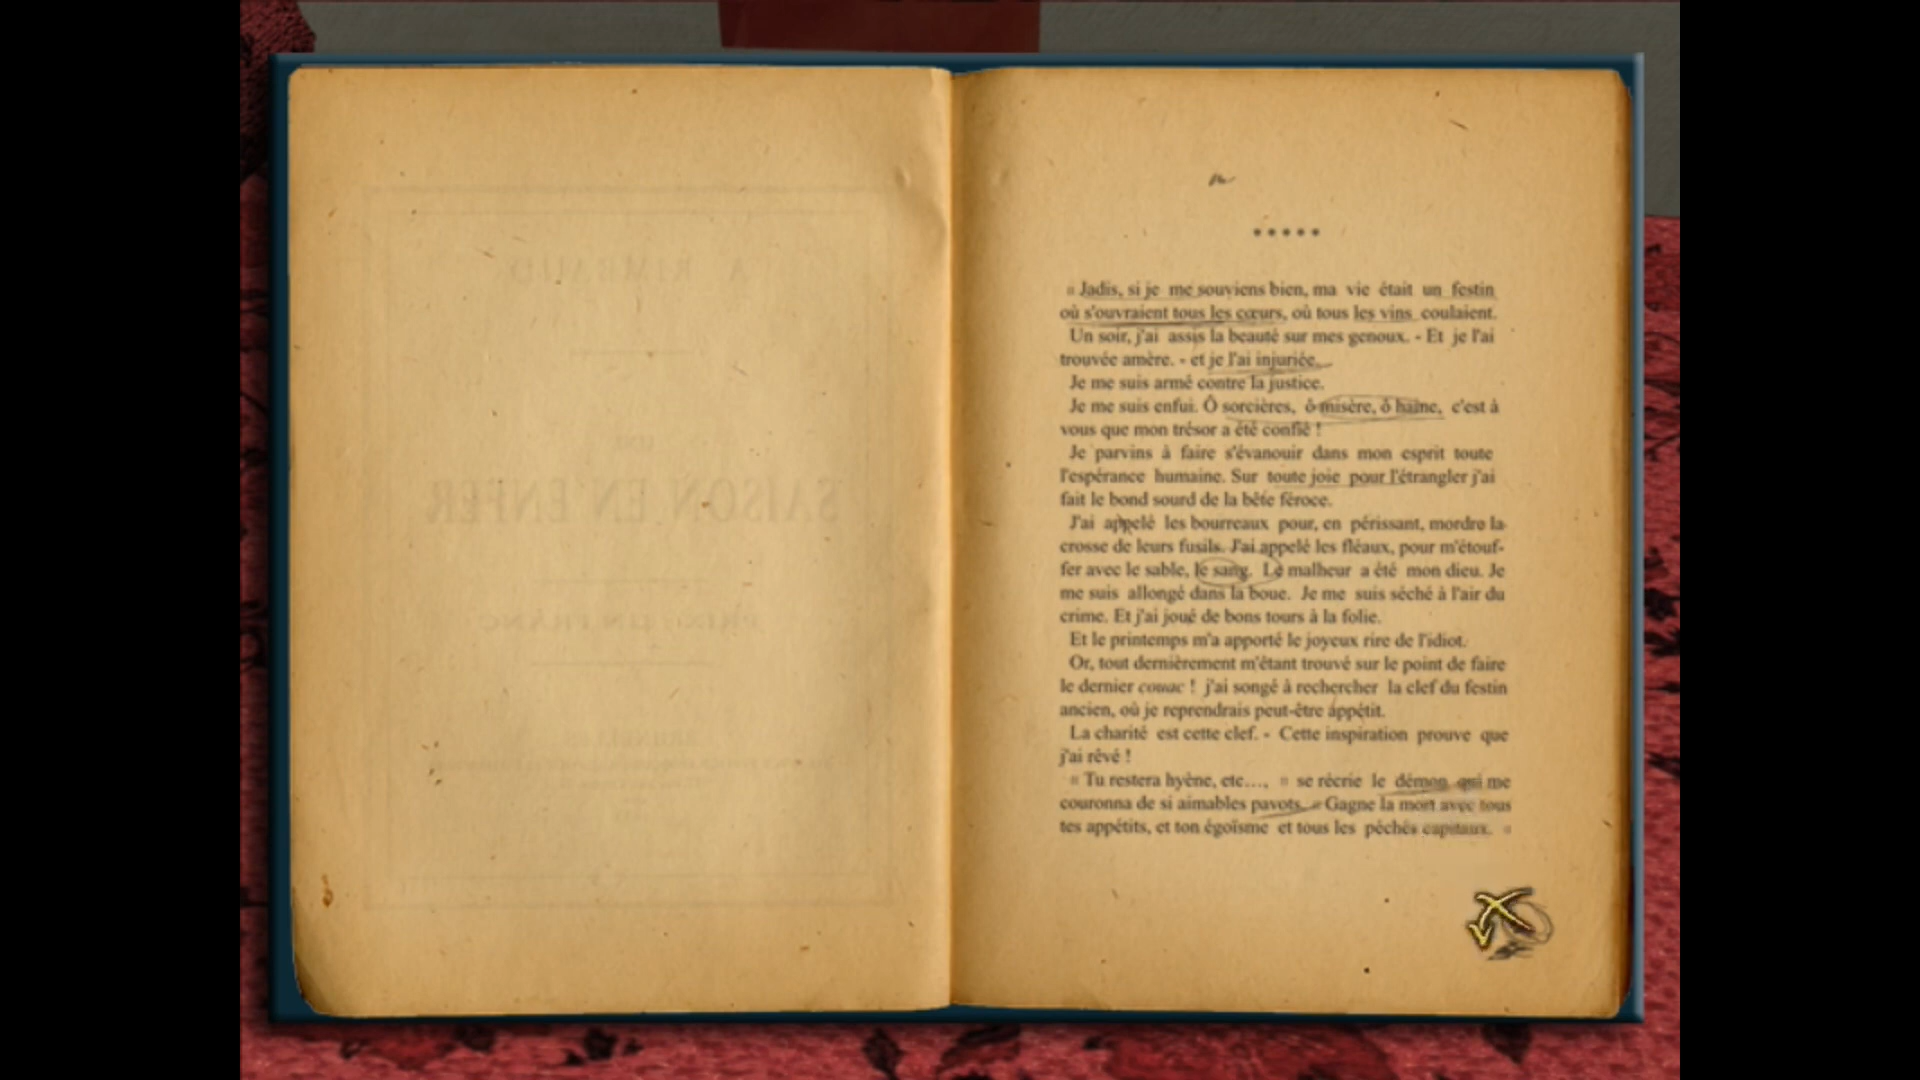 A. RIMBAUD
UNE
SAISON EN ENFER
PRIX : UN FRANC
BRUXELLES
• • • • •
« Jadis, si je me souviens bien, ma vie était un festin
où s'ouvraient tous les cœurs, où tous les vins coulaient.
Un soir, j'ai assis la beauté sur mes genoux. - Et je l'ai
trouvée amère. - et je l'ai injuriée.
Je me suis armé contre la justice.
Je me suis enfui. Ô sorcières, ô misère, ô haine, c'est à
vous que mon trésor a été confié !
Je parvins à faire s'évanouir dans mon esprit toute
l'espérance humaine. Sur toute joie pour l'étrangler j'ai
fait le bond sourd de la bête féroce.
J'ai appelé les bourreaux pour, en périssant, mordre la
crosse de leurs fusils. J'ai appelé les fléaux, pour m'étouf-
fer avec le sable, le sang. Le malheur a été mon dieu. Je
me suis allongé dans la boue. Je me suis séché à l'air du
crime. Et j'ai joué de bons tours à la folie.
Et le printemps m'a apporté le joyeux rire de l'idiot.
Or, tout dernièrement m'étant trouvé sur le point de faire
le dernier couac ! j'ai songé à rechercher la clef du festin
ancien, où je reprendrais peut-être appétit.
La charité est cette clef. - Cette inspiration prouve que
j'ai rêvé !
« Tu restera hyène, etc…, » se récrie le démon qui me
couronna de si aimables pavots. « Gagne la mort avec tous
tes appétits, et ton égoïsme et tous les péchés capitaux. »